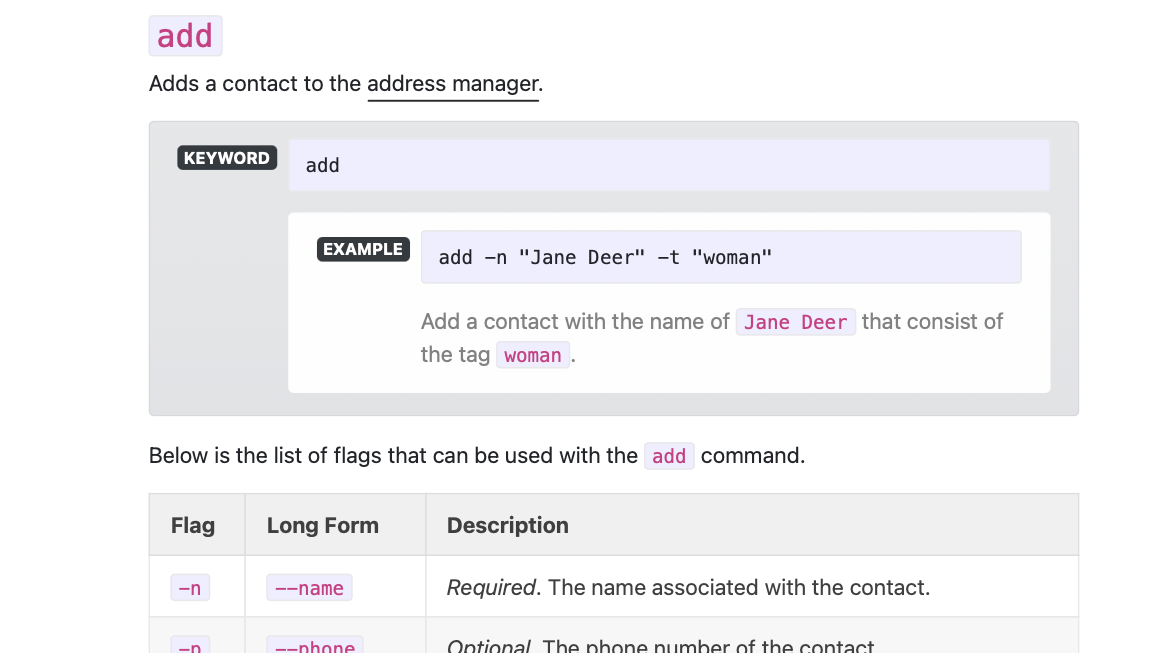 add
Adds a contact to the address manager.
KEYWORD
add
EXAMPLE
add -n "Jane Deer" -t "woman"
Add a contact with the name of Jane Deer that consist of
the tag woman.
Below is the list of flags that can be used with the add command.
Flag Long Form Description
-n --name Required. The name associated with the contact.
-p --phone Optional. The phone number of the contact.